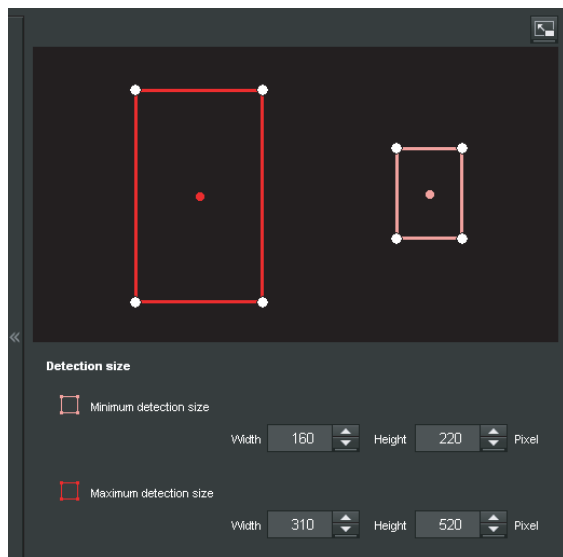 Detection size
Minimum detection size
Width 160 Height 220 Pixel
Maximum detection size
Width 310 Height 520 Pixel